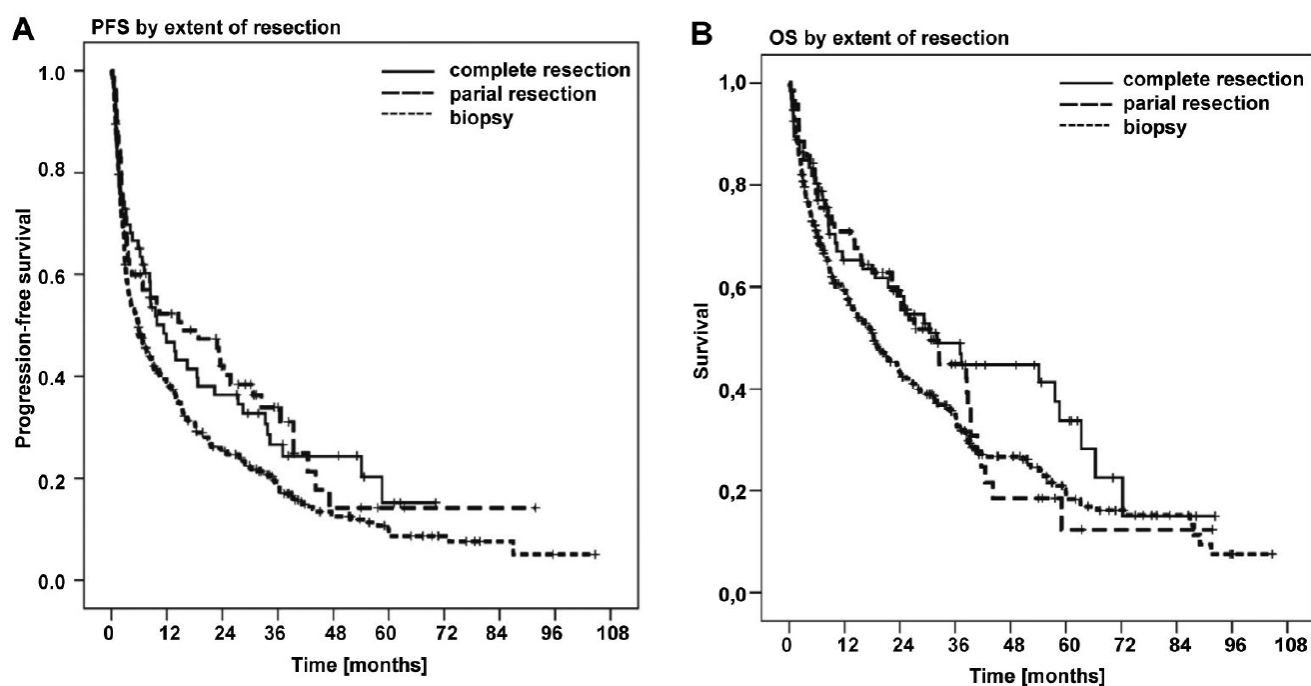 A
PFS by extent of resection
complete resection
parial resection
biopsy
Progression-free survival
1.0
0.8
0.6
0.4
0.2
0.0
0 12 24 36 48 60 72 84 96 108
Time [months]
B
OS by extent of resection
complete resection
parial resection
biopsy
Survival
1,0
0,8
0,6
0,4
0,2
0,0
0 12 24 36 48 60 72 84 96 108
Time [months]